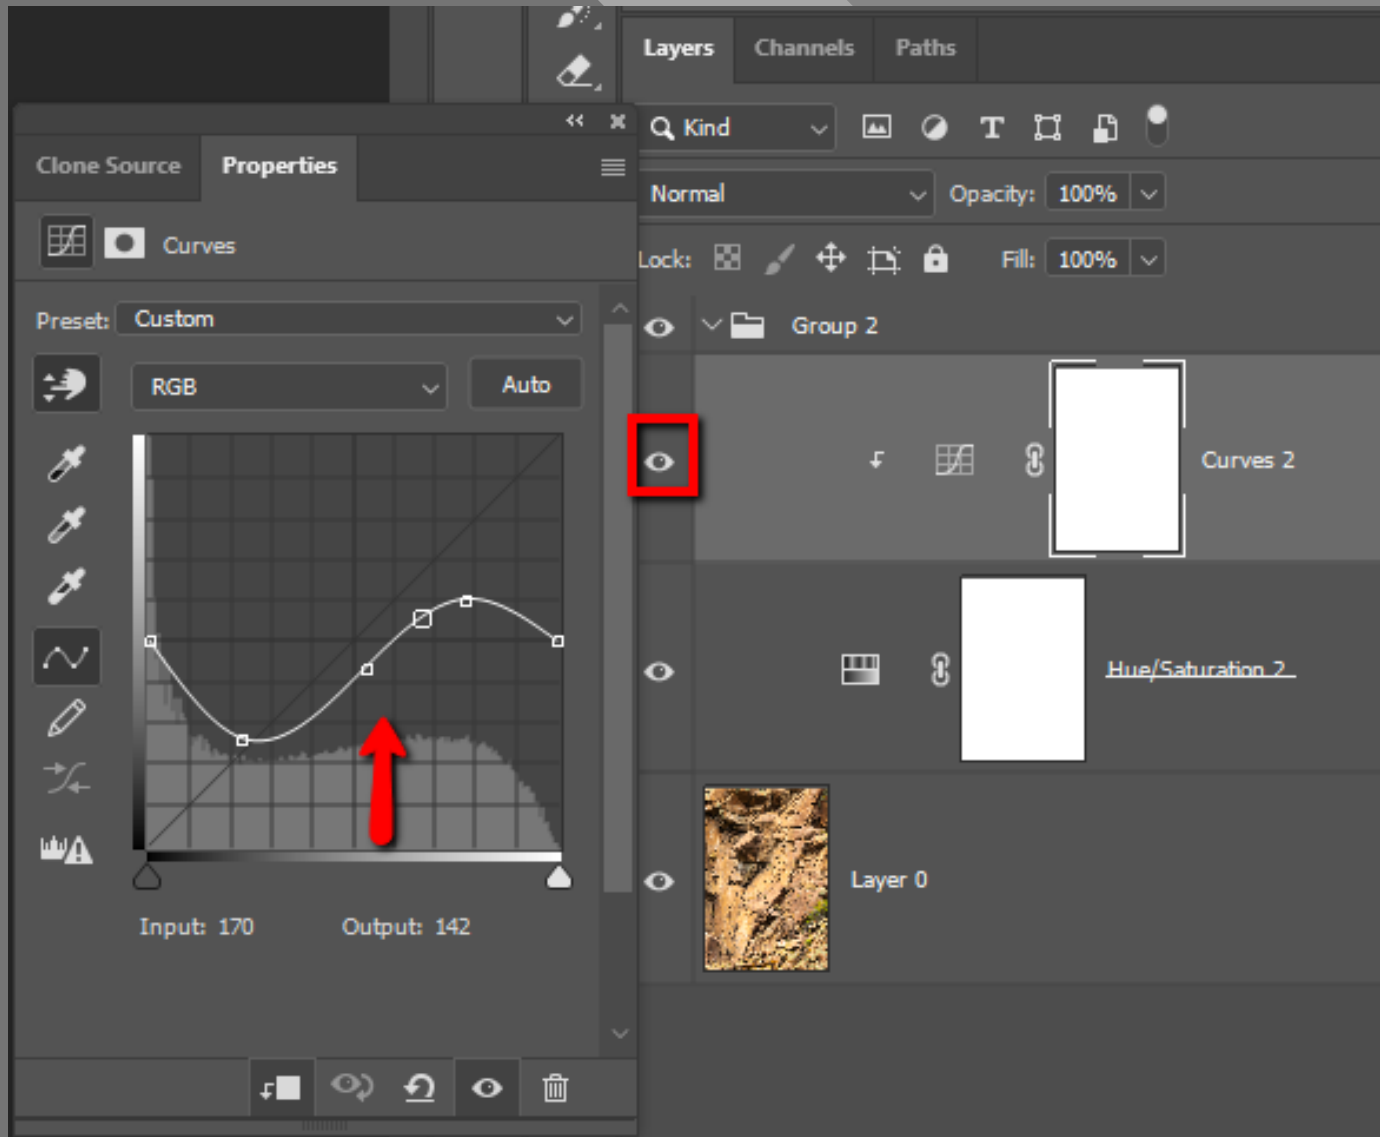 Layers Channels Paths
Kind
Clone Source Properties
Normal Opacity: 100%
Curves
Lock: Fill: 100%
Preset: Custom
Group 2
RGB Auto
Curves 2
Hue/Saturation 2
Layer 0
Input: 170 Output: 142